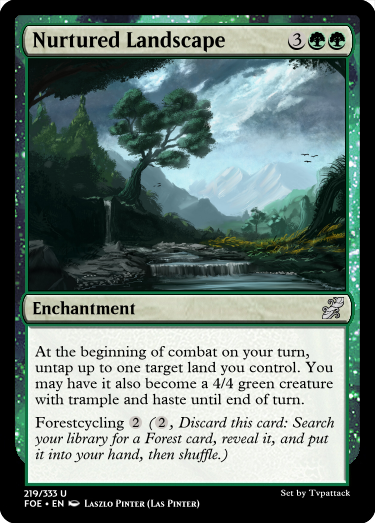 Nurtured Landscape 3
Enchantment
At the beginning of combat on your turn,
untap up to one target land you control. You
may have it also become a 4/4 green creature
with trample and haste until end of turn.
Forestcycling 2 (2, Discard this card: Search
your library for a Forest card, reveal it, and put
it into your hand, then shuffle.)
219/333 U Set by Tvpattack
FOE • EN Laszlo Pinter (Las Pinter)